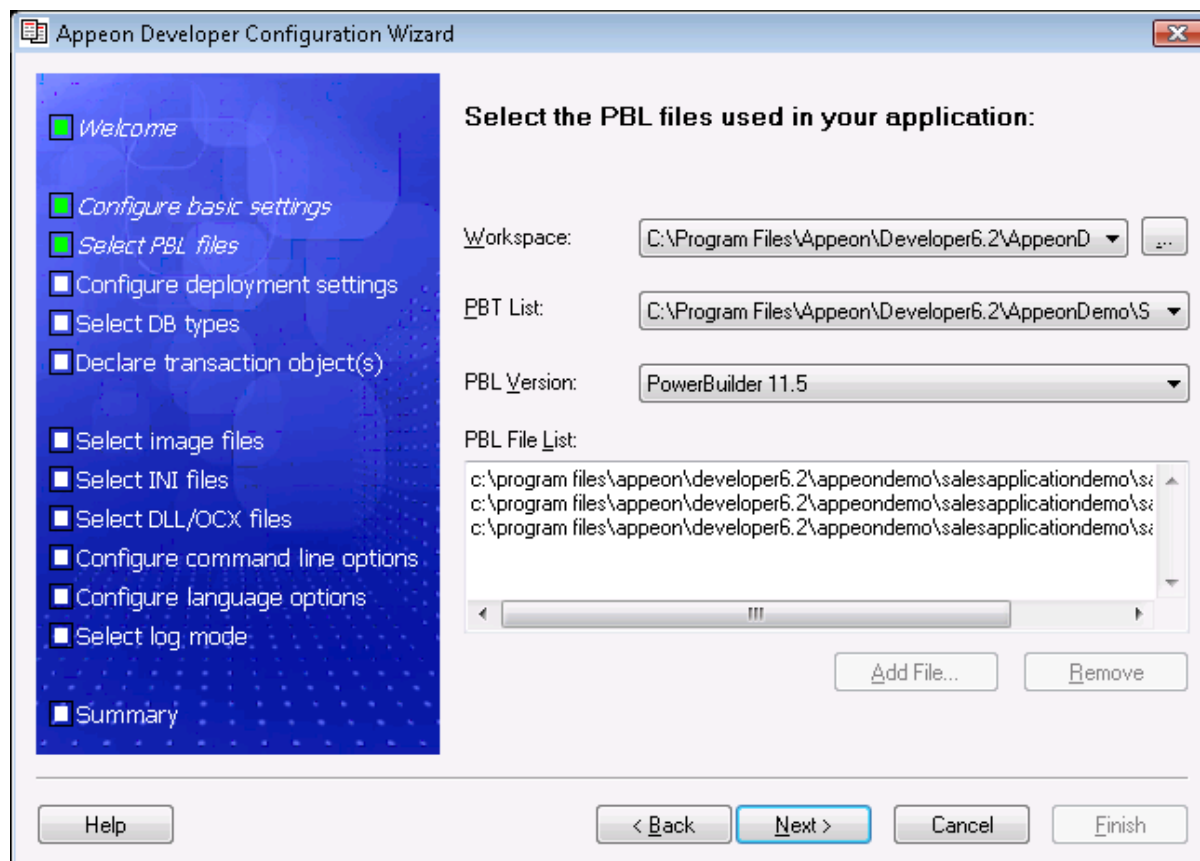 Appeon Developer Configuration Wizard
Welcome
Configure basic settings
Select PBL files
Configure deployment settings
Select DB types
Declare transaction object(s)
Select image files
Select INI files
Select DLL/OCX files
Configure command line options
Configure language options
Select log mode
Summary
Select the PBL files used in your application:
Workspace: C:\Program Files\Appeon\Developer6.2\AppeonD ...
PBT List: C:\Program Files\Appeon\Developer6.2\AppeonDemo\S
PBL Version: PowerBuilder 11.5
PBL File List:
c:\program files\appeon\developer6.2\appeondemo\salesapplicationdemo\sa
c:\program files\appeon\developer6.2\appeondemo\salesapplicationdemo\sa
c:\program files\appeon\developer6.2\appeondemo\salesapplicationdemo\sa
Add File... Remove
Help < Back Next > Cancel Finish